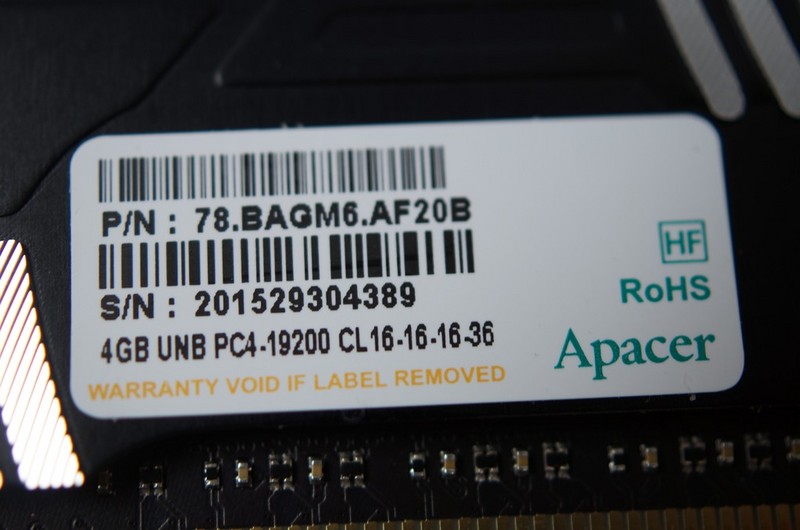 P/N : 78.BAGM6.AF20B
S/N : 201529304389
4GB UNB PC4-19200 CL16-16-16-36
WARRANTY VOID IF LABEL REMOVED
HF
RoHS
Apacer